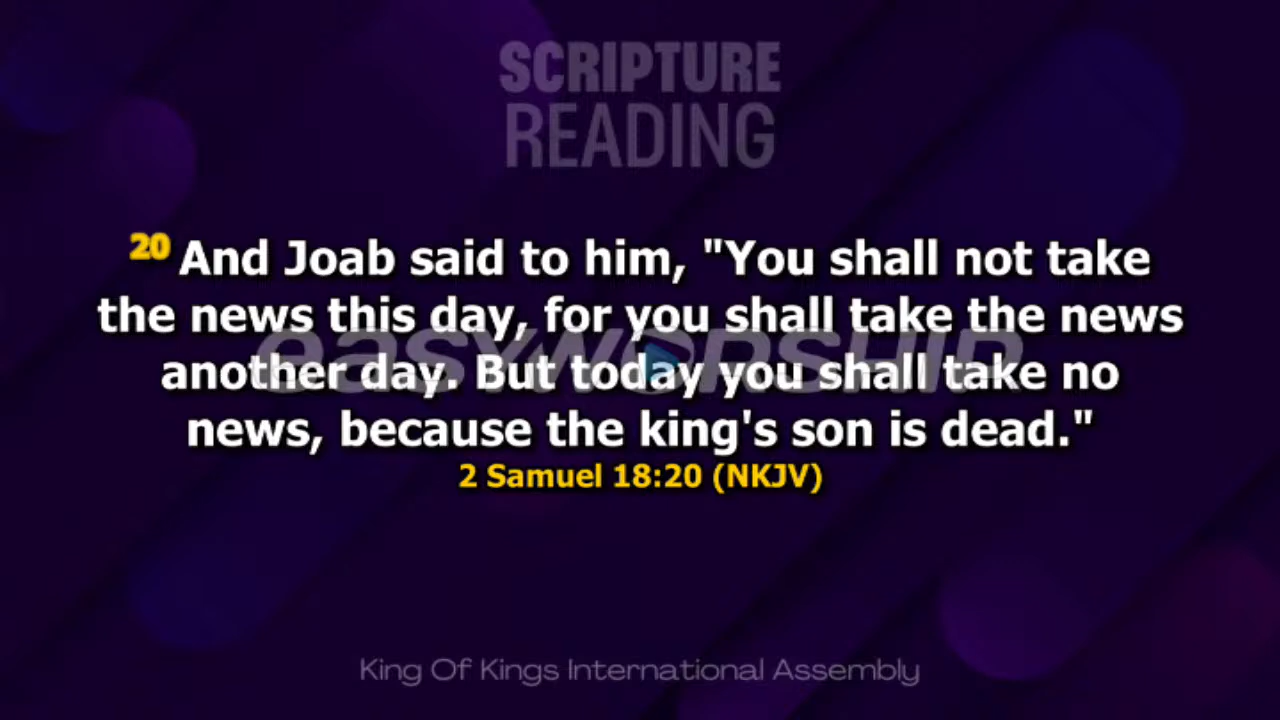 SCRIPTURE
READING
20 And Joab said to him, "You shall not take
the news this day, for you shall take the news
another day. But today you shall take no
news, because the king's son is dead."
easyworship
2 Samuel 18:20 (NKJV)
King Of Kings International Assembly